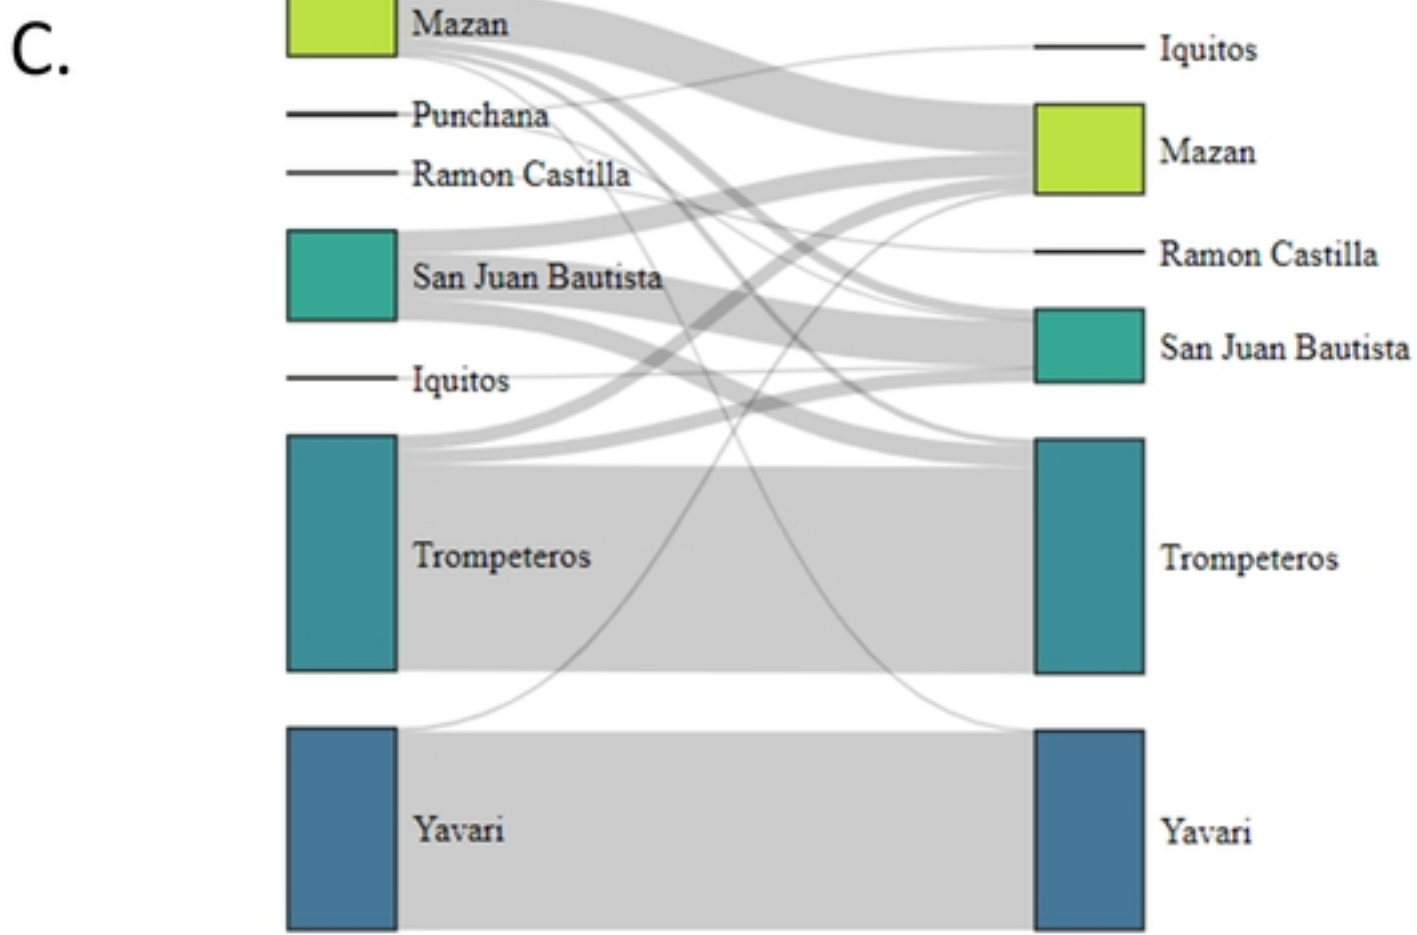 C.
Mazan
Punchana
Ramon Castilla
San Juan Bautista
Iquitos
Trompeteros
Yavari
Iquitos
Mazan
Ramon Castilla
San Juan Bautista
Trompeteros
Yavari